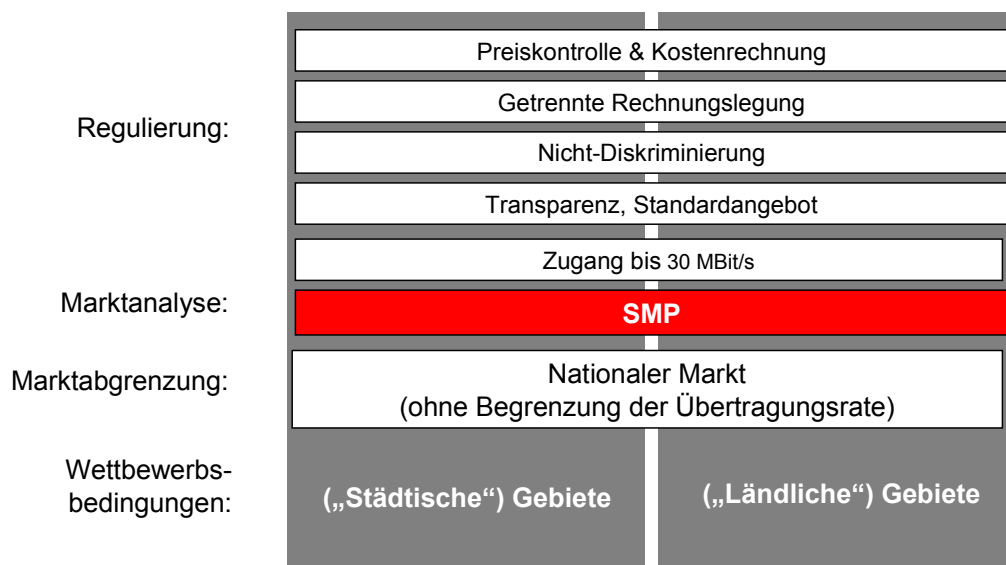 Preiskontrolle & Kostenrechnung
Getrennte Rechnungslegung
Regulierung:
Nicht-Diskriminierung
Transparenz, Standardangebot
Zugang bis 30 MBit/s
Marktanalyse:
SMP
Marktabgrenzung:
Nationaler Markt
(ohne Begrenzung der Übertragungsrate)
Wettbewerbs-
bedingungen:
(„Städtische“) Gebiete
(„Ländliche“) Gebiete